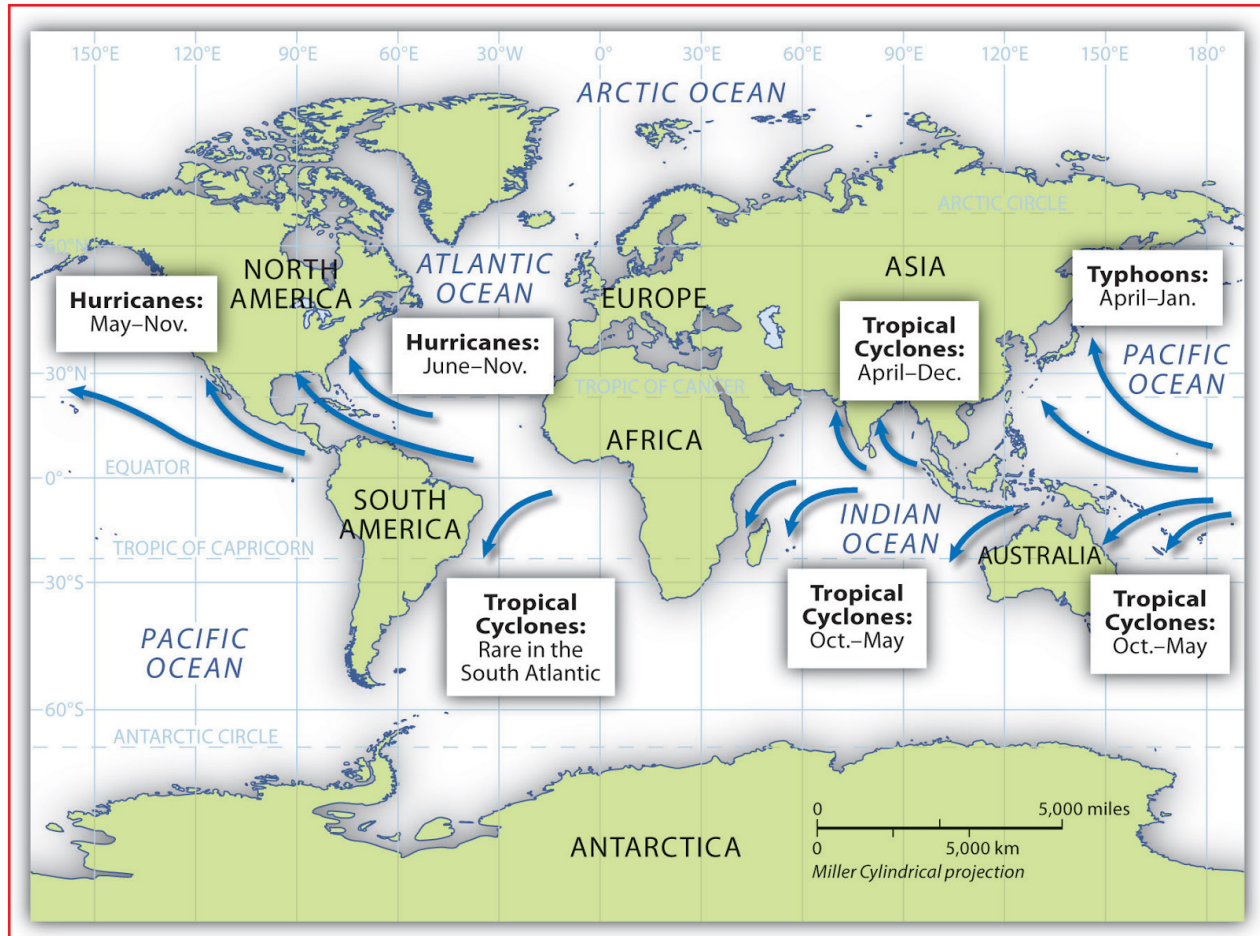 150°E
120°E
90°E
60°E
30°W
0°
30°E
60°E
90°E
120°E
150°E
180°
ARCTIC OCEAN
ARCTIC CIRCLE
60°N
NORTH
AMERICA
ATLANTIC
OCEAN
EUROPE
ASIA
Hurricanes:
May–Nov.
Hurricanes:
June–Nov.
Tropical
Cyclones:
April–Dec.
Typhoons:
April–Jan.
PACIFIC
OCEAN
30°N
TROPIC OF CANCER
AFRICA
EQUATOR
0°
SOUTH
AMERICA
INDIAN
OCEAN
AUSTRALIA
TROPIC OF CAPRICORN
30°S
Tropical
Cyclones:
Rare in the
South Atlantic
Tropical
Cyclones:
Oct.–May
Tropical
Cyclones:
Oct.–May
PACIFIC
OCEAN
60°S
ANTARCTIC CIRCLE
ANTARCTICA
0
5,000 miles
0
5,000 km
Miller Cylindrical projection